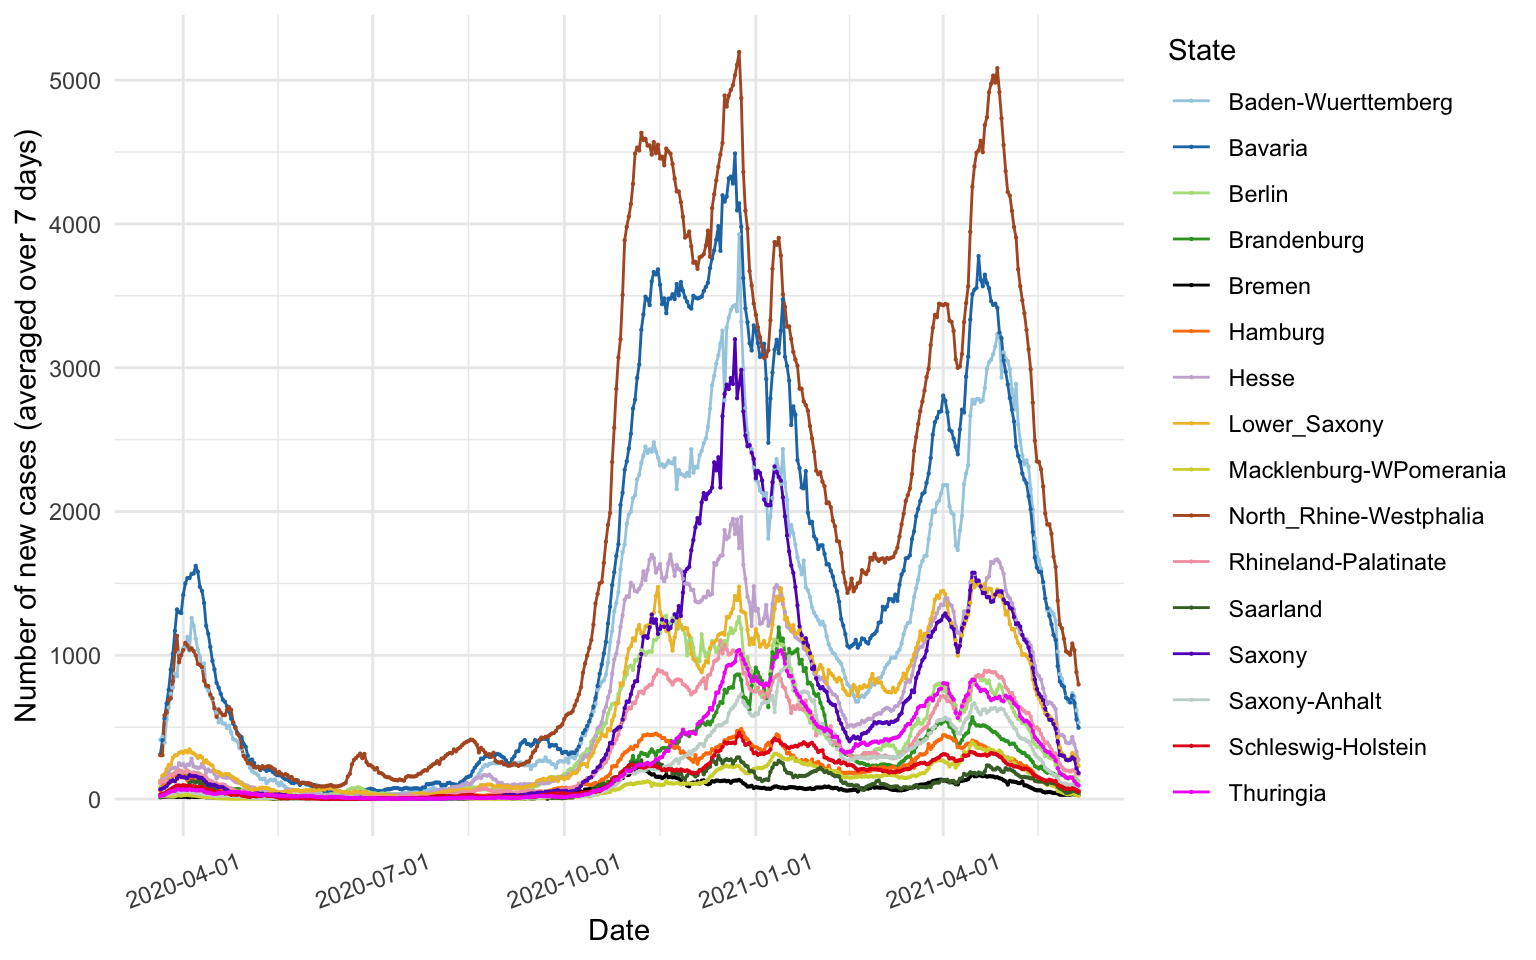 Number of new cases (averaged over 7 days)
5000
4000
3000
2000
1000
0
2020-04-01
2020-07-01
2020-10-01
2021-01-01
2021-04-01
Date
State
Baden-Wuerttemberg
Bavaria
Berlin
Brandenburg
Bremen
Hamburg
Hesse
Lower_Saxony
Macklenburg-WPomerania
North_Rhine-Westphalia
Rhineland-Palatinate
Saarland
Saxony
Saxony-Anhalt
Schleswig-Holstein
Thuringia